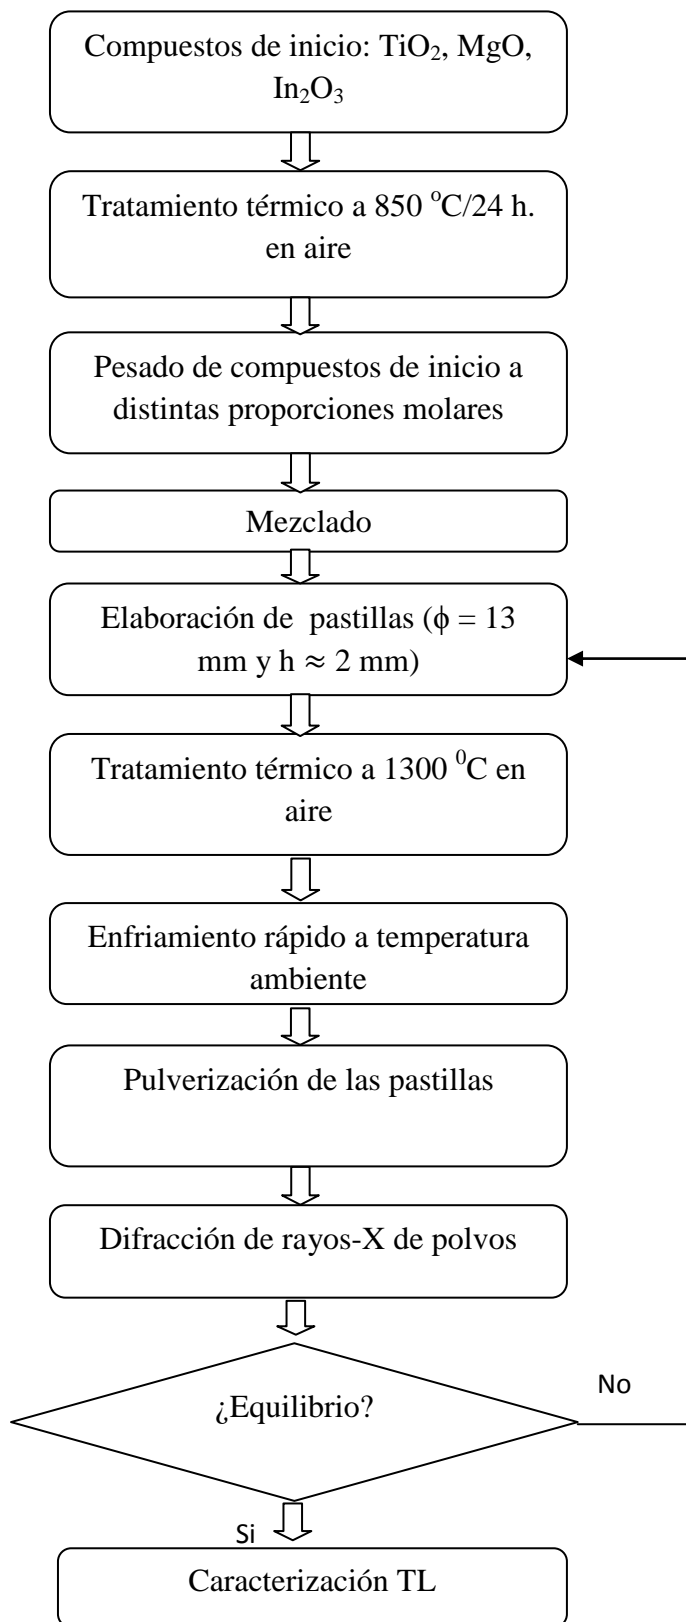 Compuestos de inicio: TiO₂, MgO,
In₂O₃
Tratamiento térmico a 850 °C/24 h.
en aire
Pesado de compuestos de inicio a
distintas proporciones molares
Mezclado
Elaboración de pastillas (ϕ = 13
mm y h ≈ 2 mm)
Tratamiento térmico a 1300 ⁰C en
aire
Enfriamiento rápido a temperatura
ambiente
Pulverización de las pastillas
Difracción de rayos-X de polvos
¿Equilibrio?
No
Si
Caracterización TL